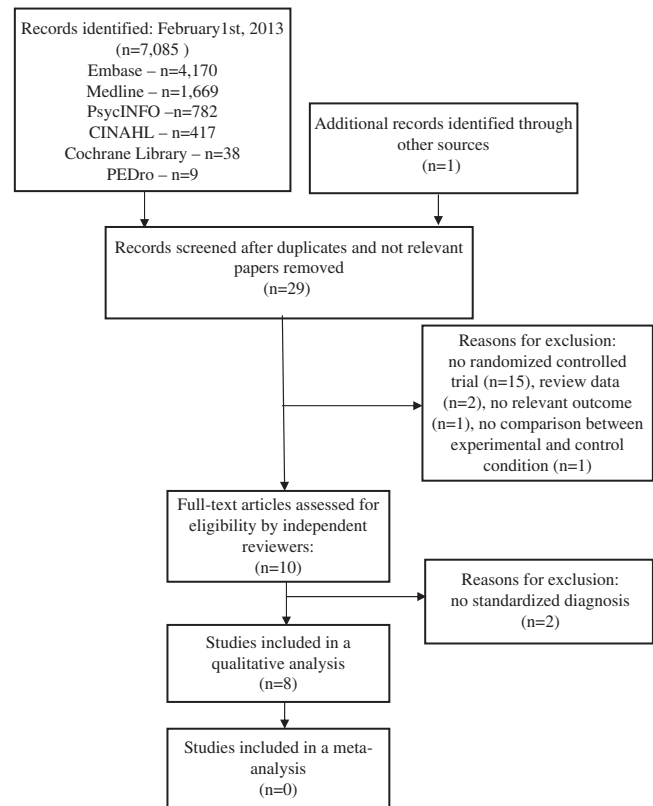 Records identified: February1st, 2013
(n=7,085 )
Embase – n=4,170
Medline – n=1,669
PsycINFO –n=782
CINAHL – n=417
Cochrane Library – n=38
PEDro – n=9
Additional records identified through
other sources
(n=1)
Records screened after duplicates and not relevant
papers removed
(n=29)
Reasons for exclusion:
no randomized controlled
trial (n=15), review data
(n=2), no relevant outcome
(n=1), no comparison between
experimental and control
condition (n=1)
Full-text articles assessed for
eligibility by independent
reviewers:
(n=10)
Reasons for exclusion:
no standardized diagnosis
(n=2)
Studies included in a
qualitative analysis
(n=8)
Studies included in a meta-
analysis
(n=0)